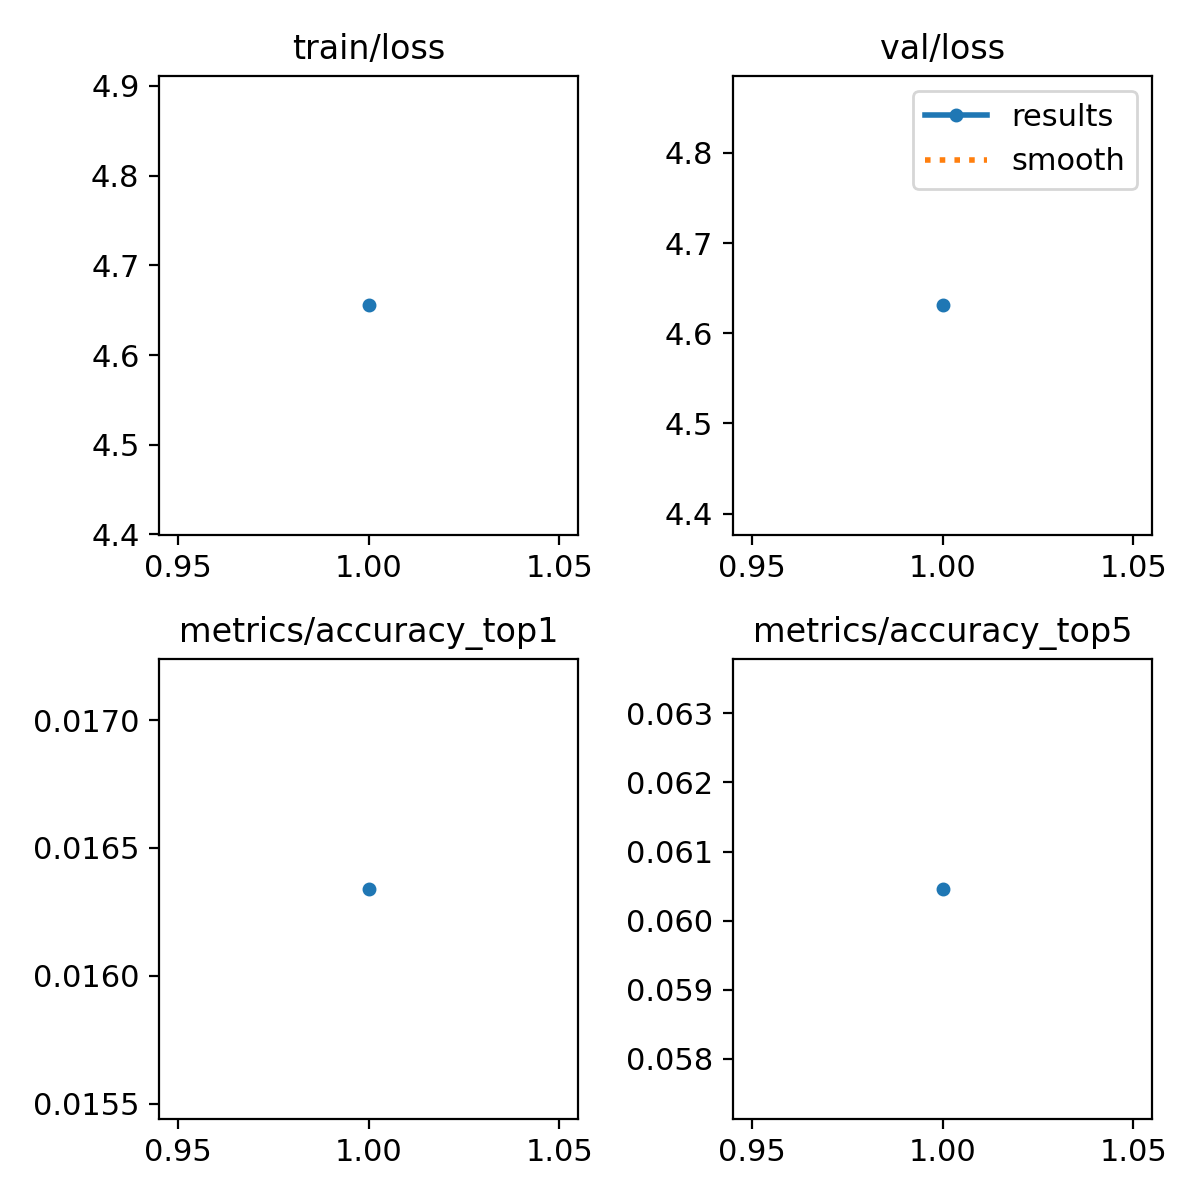 train/loss
4.9
4.8
4.7
4.6
4.5
4.4
0.95 1.00 1.05
val/loss
results
smooth
4.8
4.7
4.6
4.5
4.4
0.95 1.00 1.05
metrics/accuracy_top1
0.0170
0.0165
0.0160
0.0155
0.95 1.00 1.05
metrics/accuracy_top5
0.063
0.062
0.061
0.060
0.059
0.058
0.95 1.00 1.05